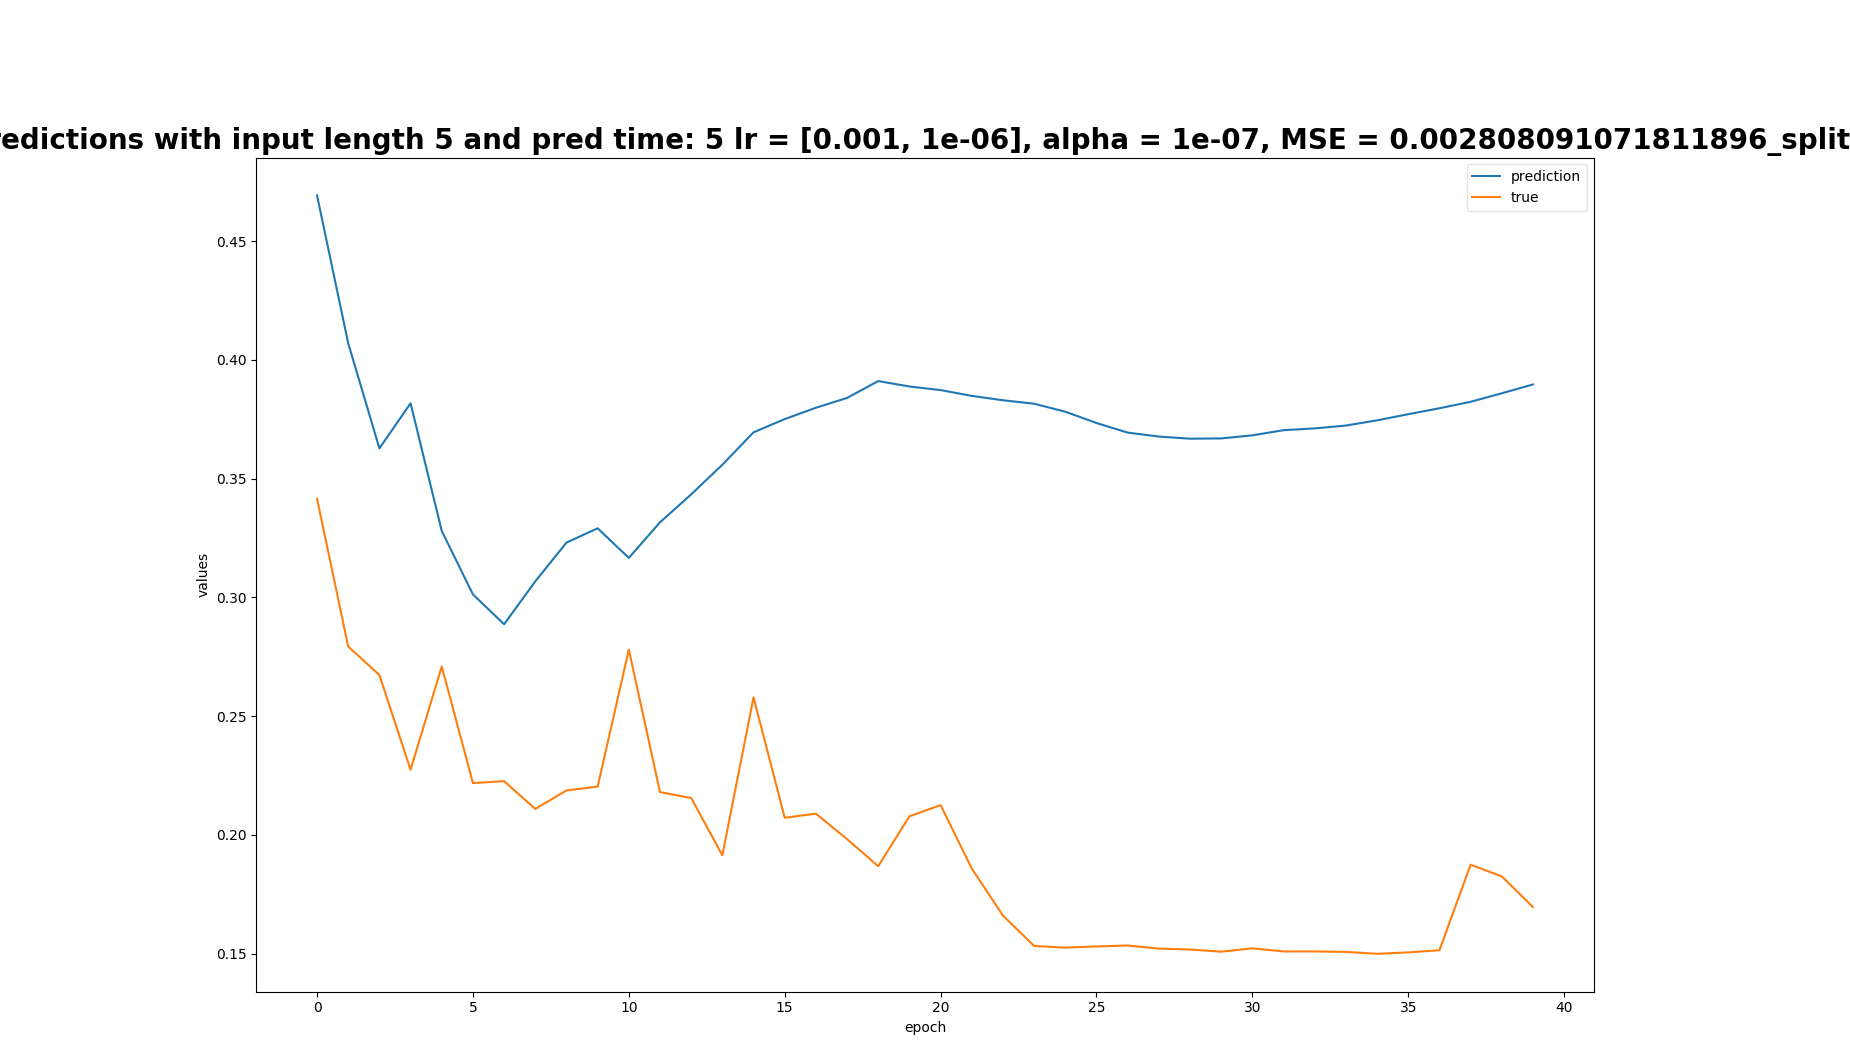 redictions with input length 5 and pred time: 5 lr = [0.001, 1e-06], alpha = 1e-07, MSE = 0.002808091071811896_split
prediction
true
0.45
0.40
0.35
0.30
0.25
0.20
0.15
values
0 5 10 15 20 25 30 35 40
epoch